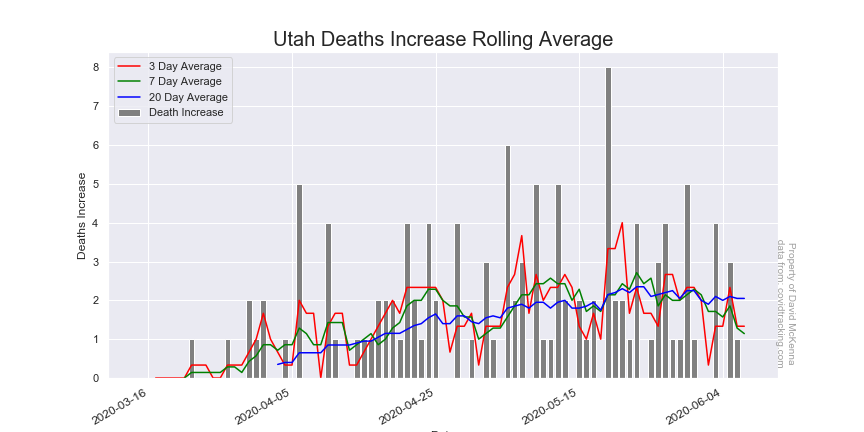 Utah Deaths Increase Rolling Average
3 Day Average
7 Day Average
20 Day Average
Death Increase
Deaths Increase
8
7
6
5
4
3
2
1
0
2020-03-16
2020-04-05
2020-04-25
2020-05-15
2020-06-04
Property of David McKenna
data from: covidtracking.com